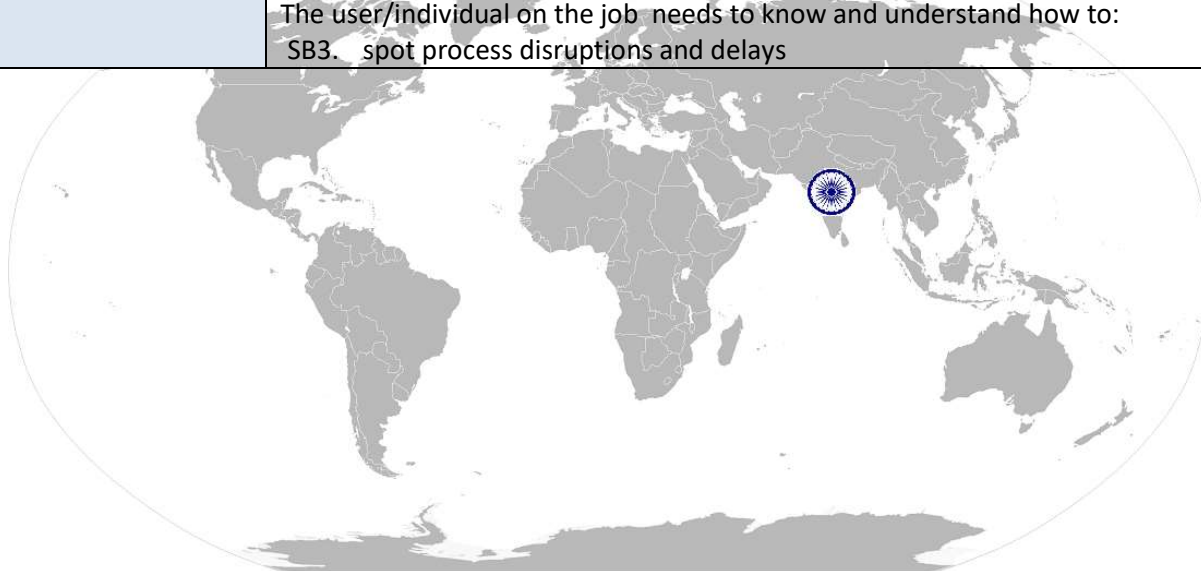 The user/individual on the job needs to know and understand how to:
SB3. spot process disruptions and delays